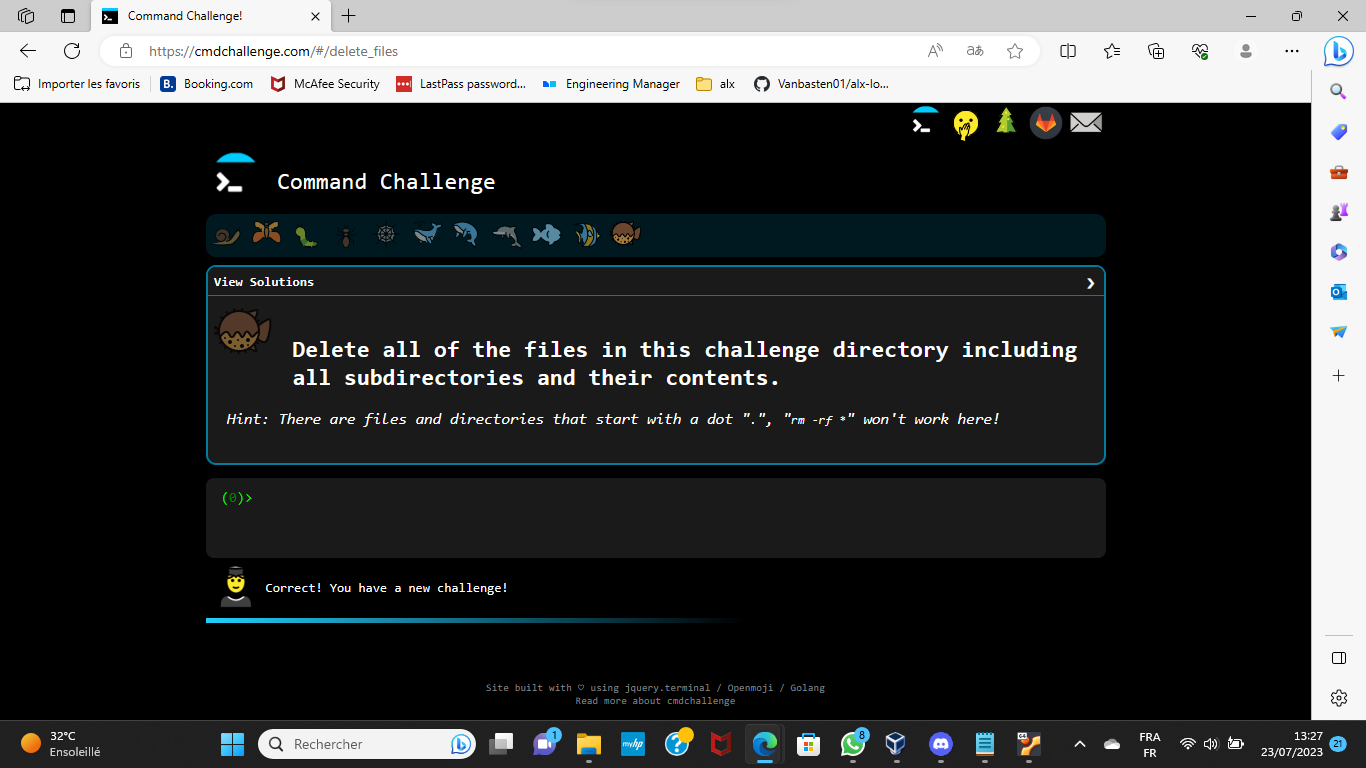 Command Challenge!
https://cmdchallenge.com/#/delete_files
Importer les favoris
B. Booking.com
McAfee Security
LastPass password...
Engineering Manager
alx
Vanbasten01/alx-lo...
Command Challenge
View Solutions
Delete all of the files in this challenge directory including
all subdirectories and their contents.
Hint: There are files and directories that start with a dot ".", "rm -rf *" won't work here!
(0)>
Correct! You have a new challenge!
Site built with ♡ using jquery.terminal / Openmoji / Golang
Read more about cmdchallenge
32°C
Ensoleillé
Rechercher
1
myhp
8
FRA
FR
13:27
23/07/2023
21